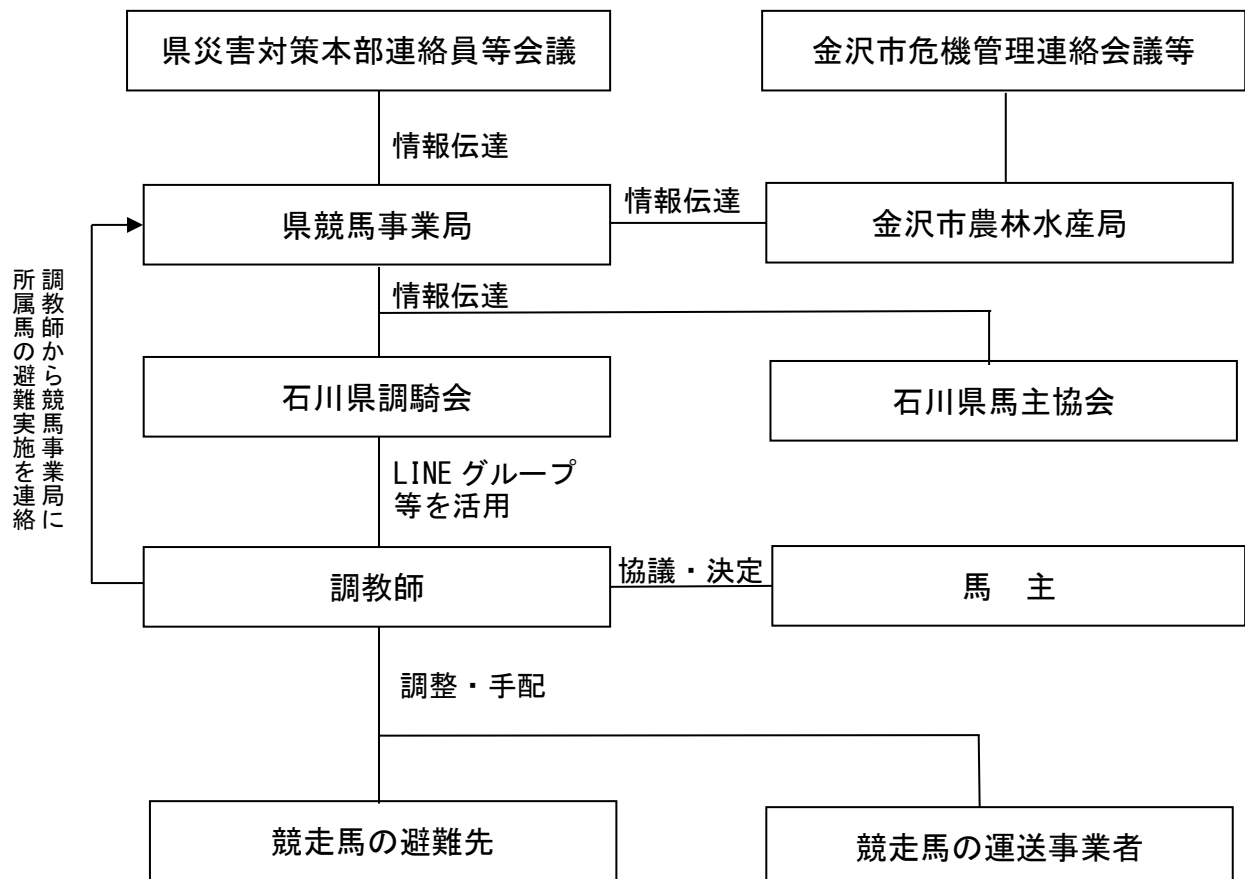 県災害対策本部連絡員等会議
金沢市危機管理連絡会議等
情報伝達
県競馬事業局
情報伝達
金沢市農林水産局
情報伝達
調教師から競馬事業局に
所属馬の避難実施を連絡
石川県調騎会
石川県馬主協会
LINE グループ
等を活用
調教師
協議・決定
馬　主
調整・手配
競走馬の避難先
競走馬の運送事業者